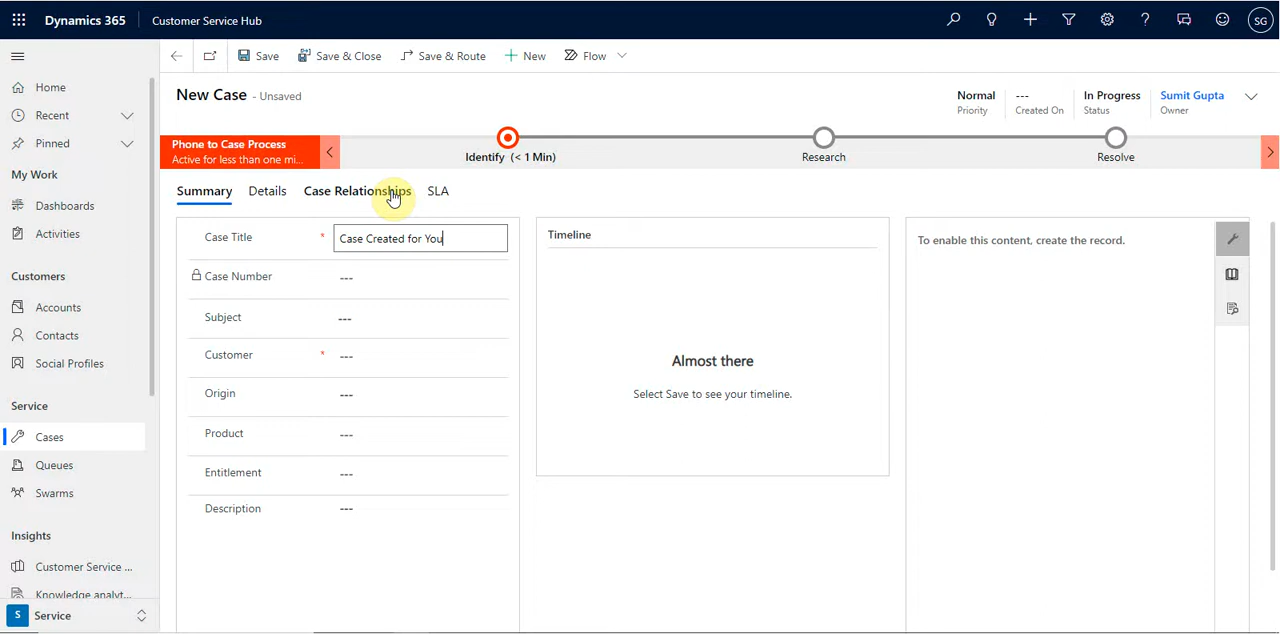 Dynamics 365
Customer Service Hub
SG
Save
Save & Close
Save & Route
New
Flow
Home
Recent
Pinned
My Work
Dashboards
Activities
Customers
Accounts
Contacts
Social Profiles
Service
Cases
Queues
Swarms
Insights
Customer Service ...
Knowledge analyt...
S Service
New Case - Unsaved
Normal
Priority
---
Created On
In Progress
Status
Sumit Gupta
Owner
Phone to Case Process
Active for less than one mi...
Identify (< 1 Min)
Research
Resolve
Summary
Details
Case Relationships
SLA
Case Title * Case Created for You
Case Number ---
Subject ---
Customer * ---
Origin ---
Product ---
Entitlement ---
Description ---
Timeline
Almost there
Select Save to see your timeline.
To enable this content, create the record.